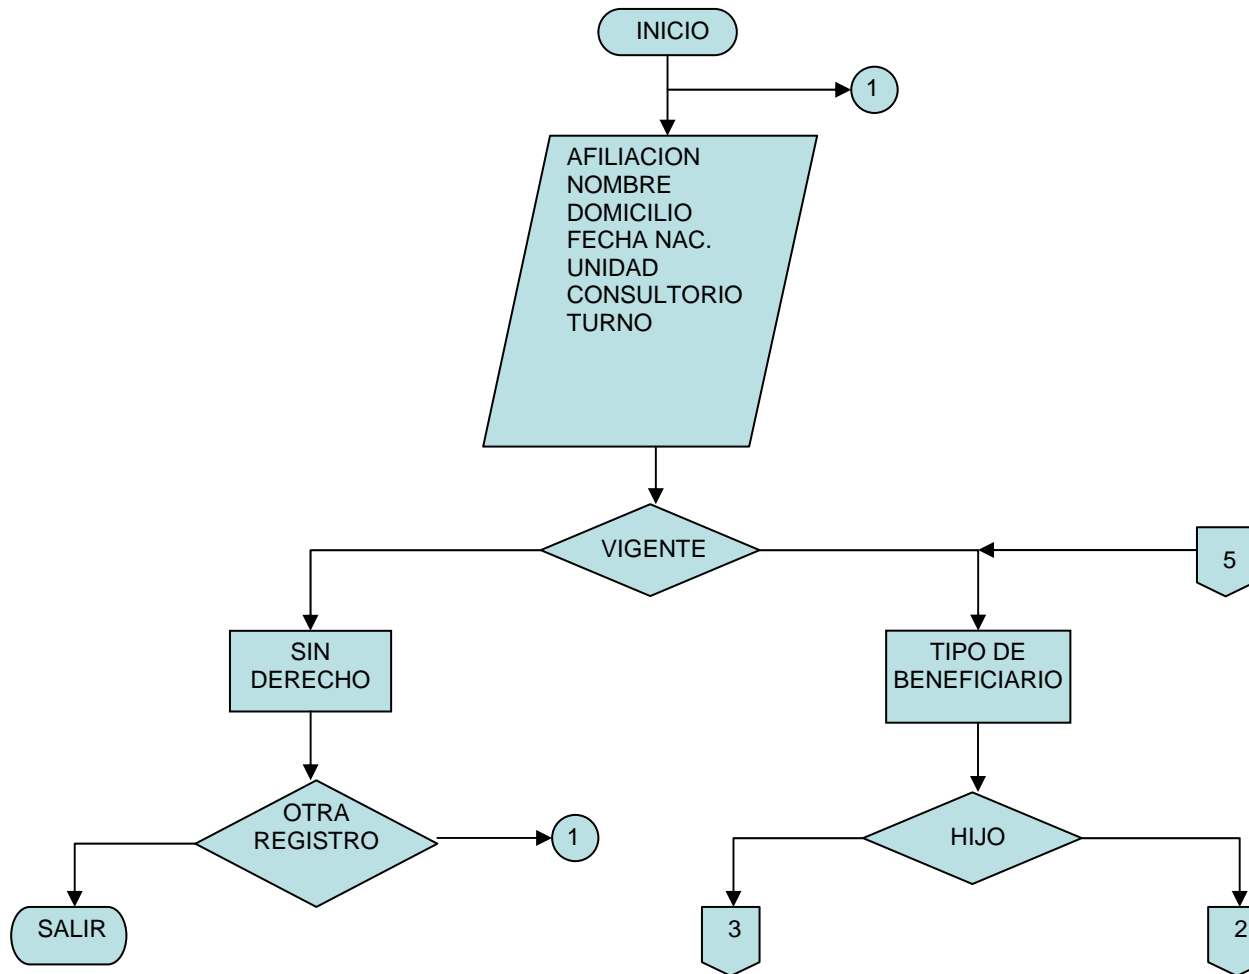 INICIO
1
AFILIACION
NOMBRE
DOMICILIO
FECHA NAC.
UNIDAD
CONSULTORIO
TURNO
VIGENTE
5
SIN
DERECHO
TIPO DE
BENEFICIARIO
OTRA
REGISTRO
1
HIJO
SALIR
3
2